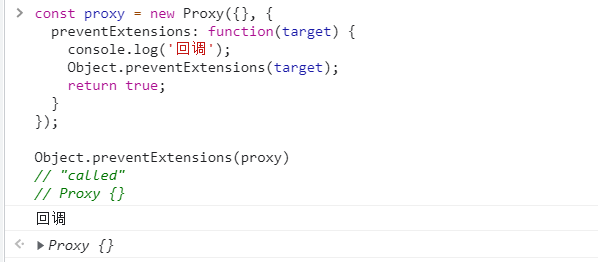 const proxy = new Proxy({}, {
  preventExtensions: function(target) {
    console.log('回调');
    Object.preventExtensions(target);
    return true;
  }
});

Object.preventExtensions(proxy)
// "called"
// Proxy {}
回调
Proxy {}